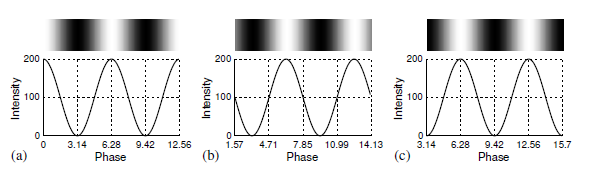 200
100
0
Intensity
0 3.14 6.28 9.42 12.56
Phase
(a)
200
100
0
Intensity
1.57 4.71 7.85 10.99 14.13
Phase
(b)
200
100
0
Intensity
3.14 6.28 9.42 12.56 15.7
Phase
(c)